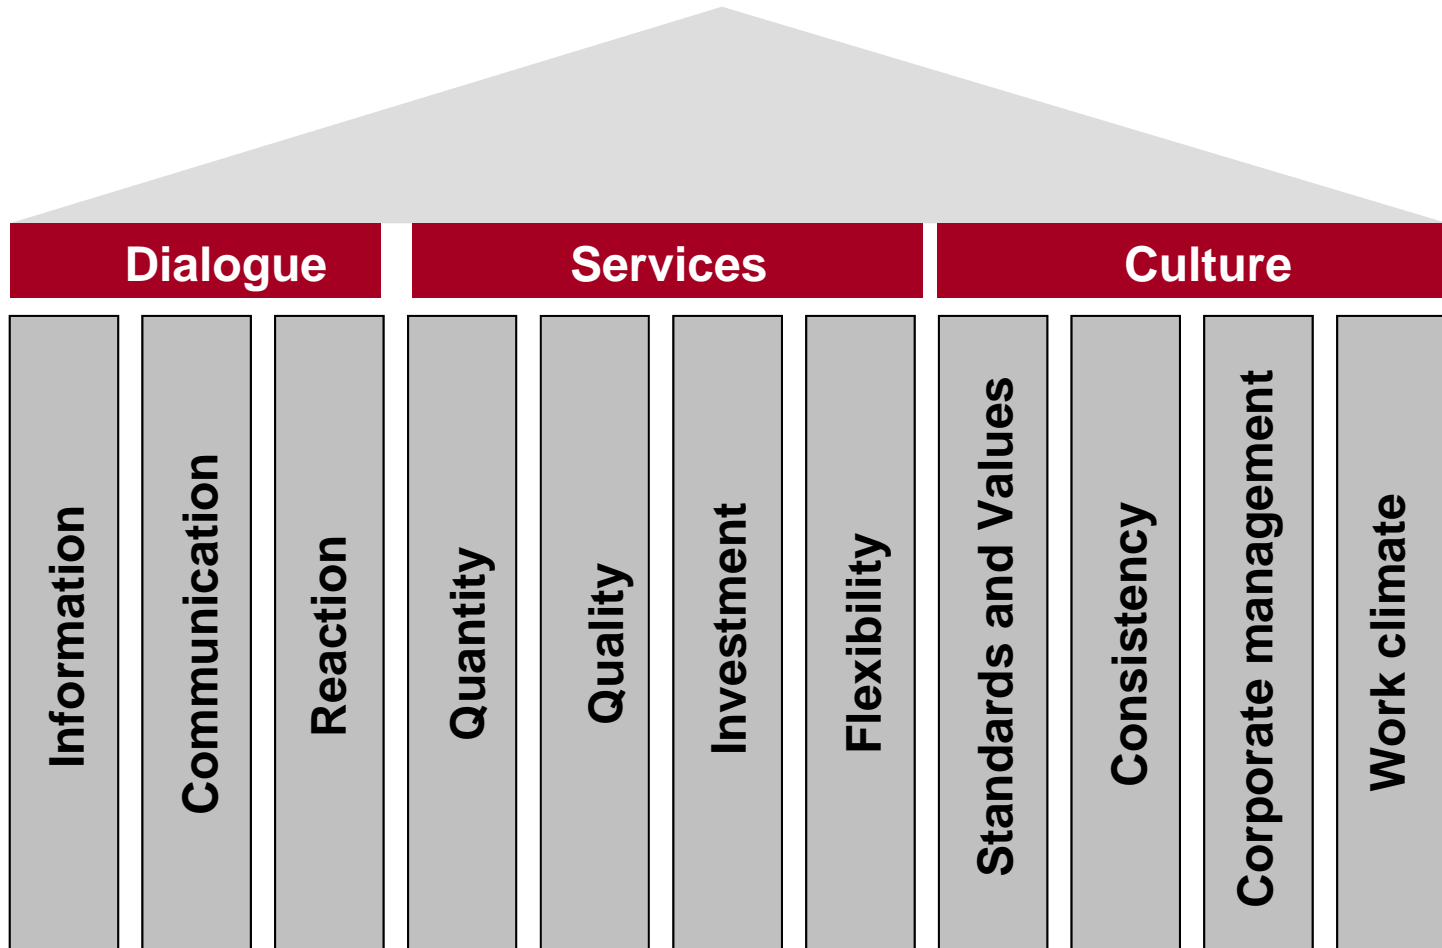 Dialogue
Services
Culture
Information
Communication
Reaction
Quantity
Quality
Investment
Flexibility
Standards and Values
Consistency
Corporate management
Work climate